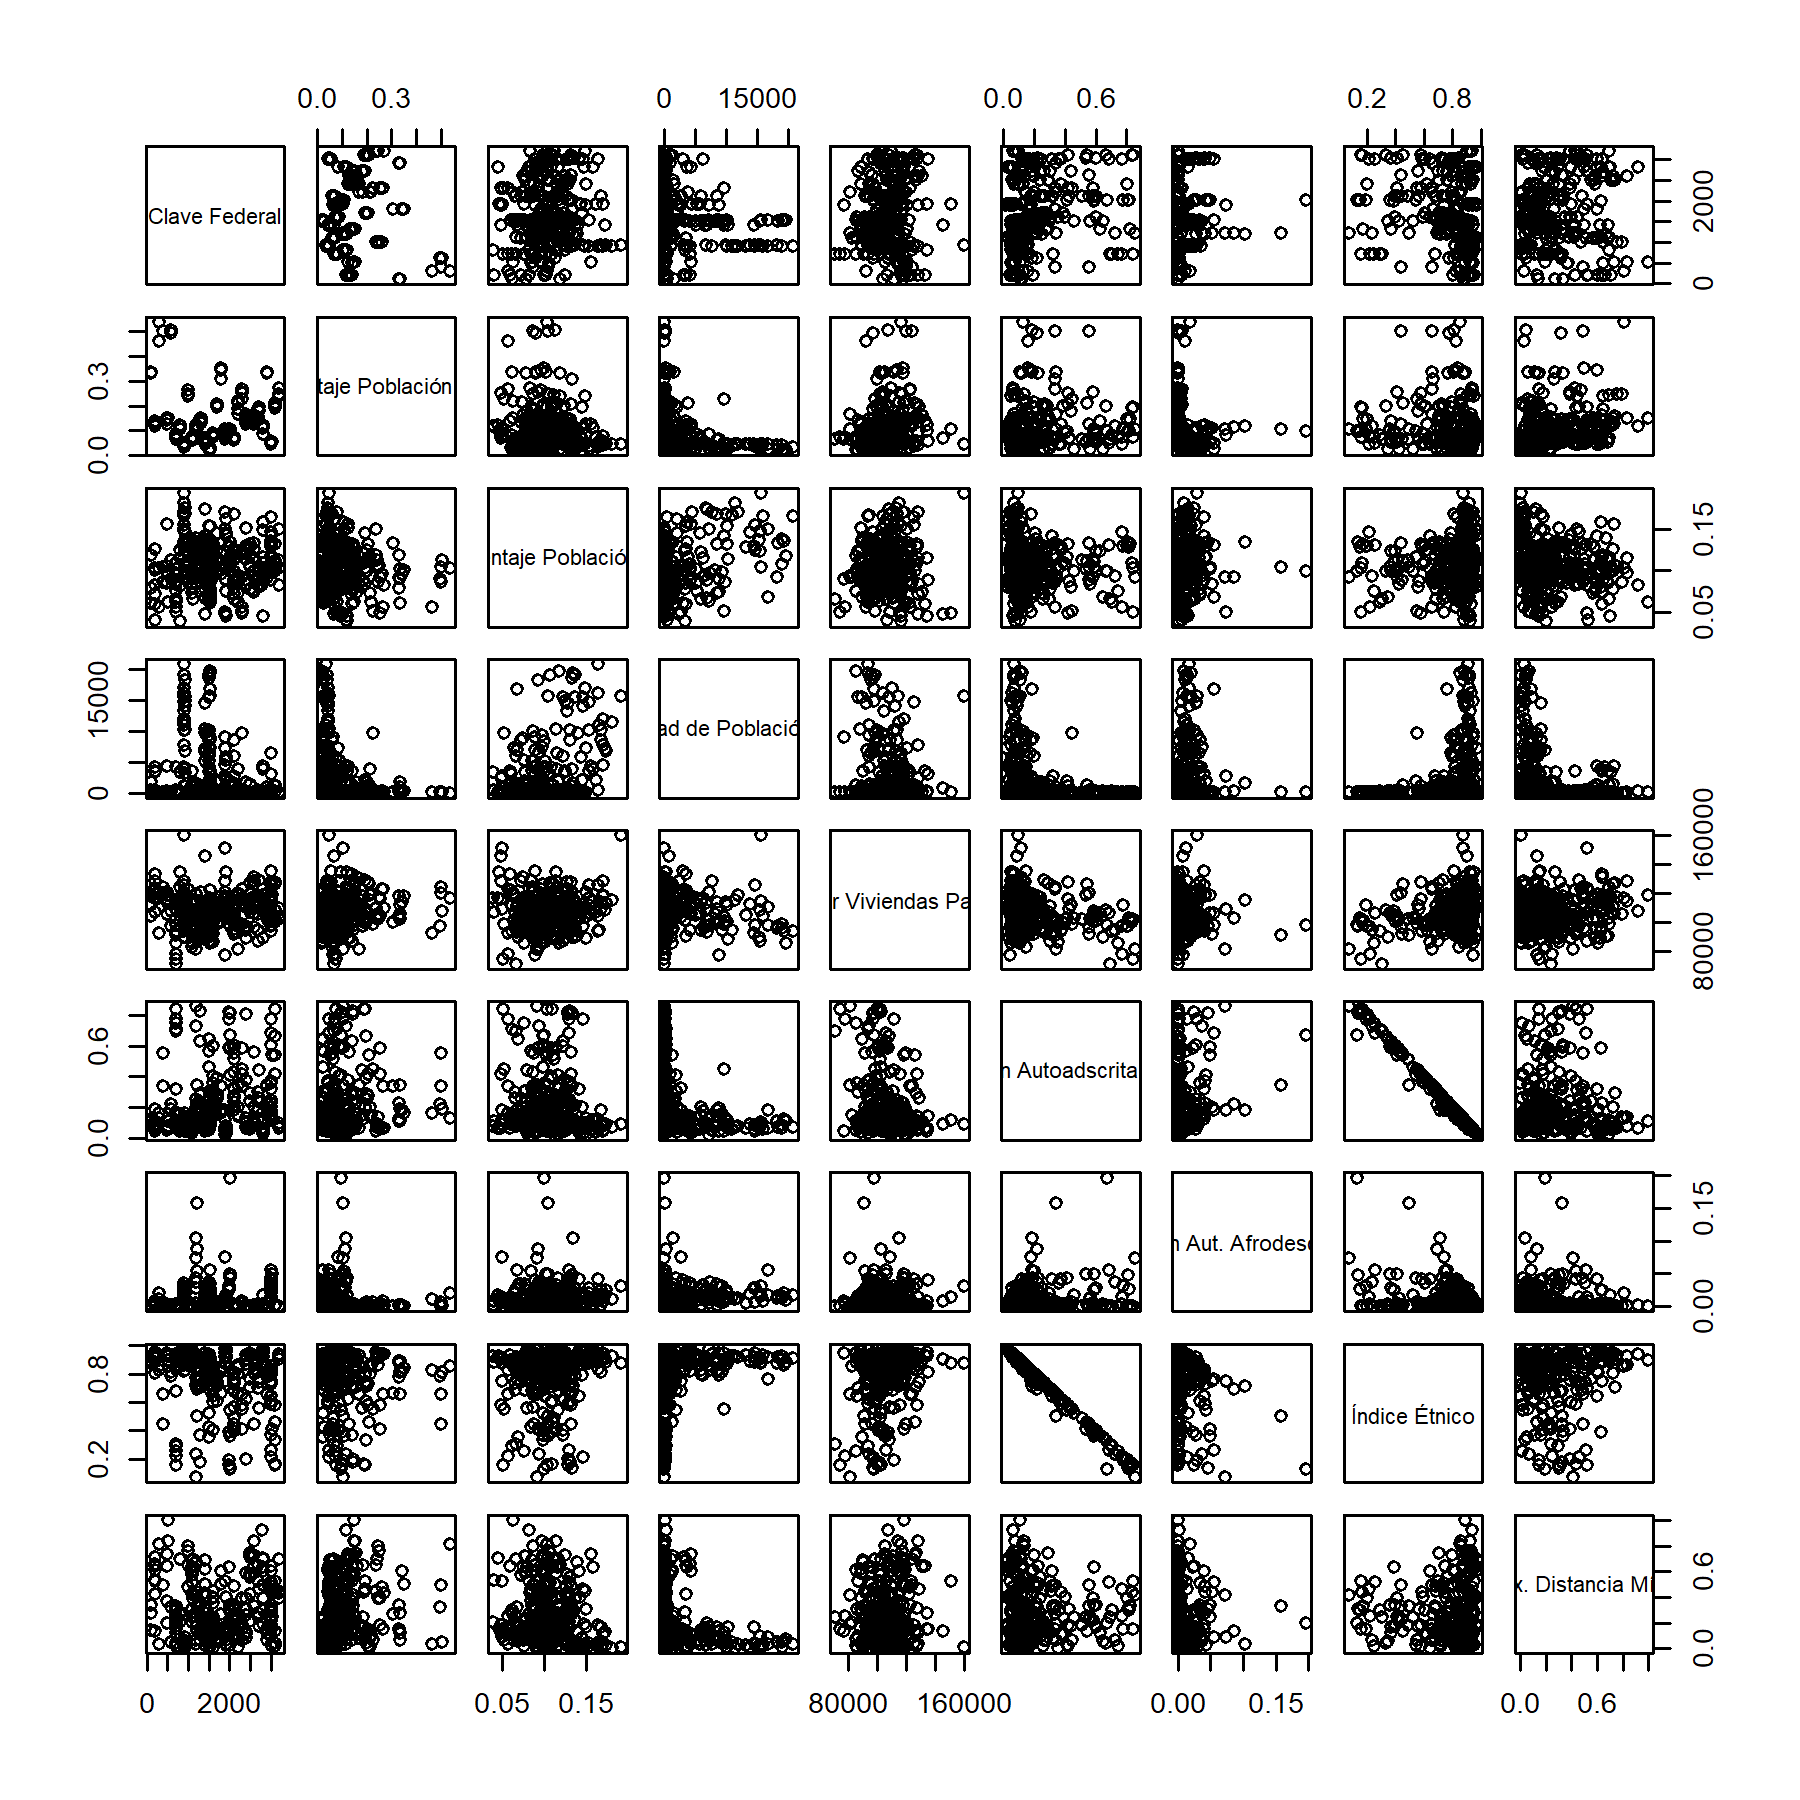 0.0 0.3 0 15000 0.0 0.6 0.2 0.8
Clave Federal
0 2000
taje Población
0.0 0.3
ntaje Població
0.05 0.15
ad de Població
0 15000
r Viviendas Pa
80000 160000
n Autoadscrita
0.0 0.6
n Aut. Afrodesc
0.00 0.15
Índice Étnico
0.2 0.8
x. Distancia Mi
0.0 0.6
0 2000 0.05 0.15 80000 160000 0.00 0.15 0.0 0.6